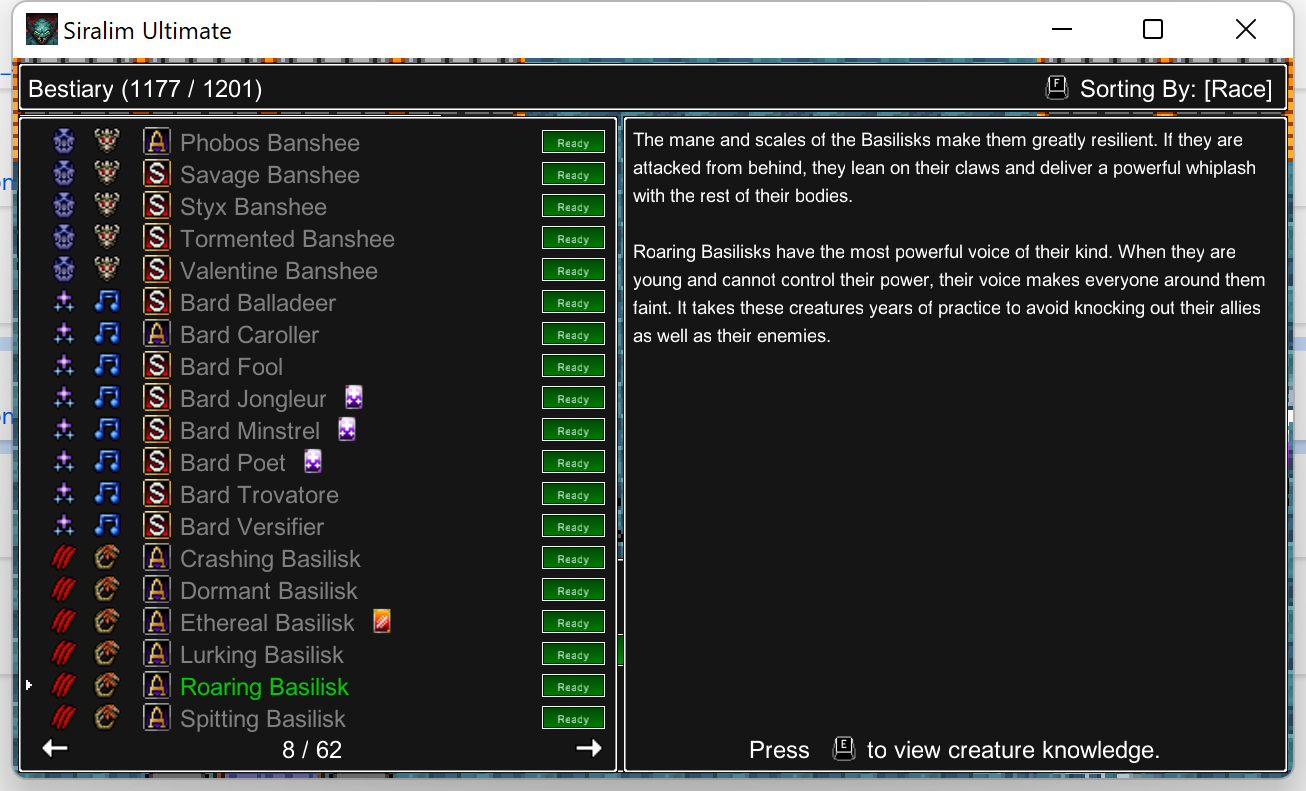 Siralim Ultimate
Bestiary (1177 / 1201)
F Sorting By: [Race]
A Phobos Banshee Ready
S Savage Banshee Ready
S Styx Banshee Ready
S Tormented Banshee Ready
S Valentine Banshee Ready
S Bard Balladeer Ready
A Bard Caroller Ready
S Bard Fool Ready
S Bard Jongleur Ready
S Bard Minstrel Ready
S Bard Poet Ready
S Bard Trovatore Ready
S Bard Versifier Ready
A Crashing Basilisk Ready
A Dormant Basilisk Ready
A Ethereal Basilisk Ready
A Lurking Basilisk Ready
A Roaring Basilisk Ready
A Spitting Basilisk Ready
8 / 62
The mane and scales of the Basilisks make them greatly resilient. If they are
attacked from behind, they lean on their claws and deliver a powerful whiplash
with the rest of their bodies.
Roaring Basilisks have the most powerful voice of their kind. When they are
young and cannot control their power, their voice makes everyone around them
faint. It takes these creatures years of practice to avoid knocking out their allies
as well as their enemies.
Press E to view creature knowledge.